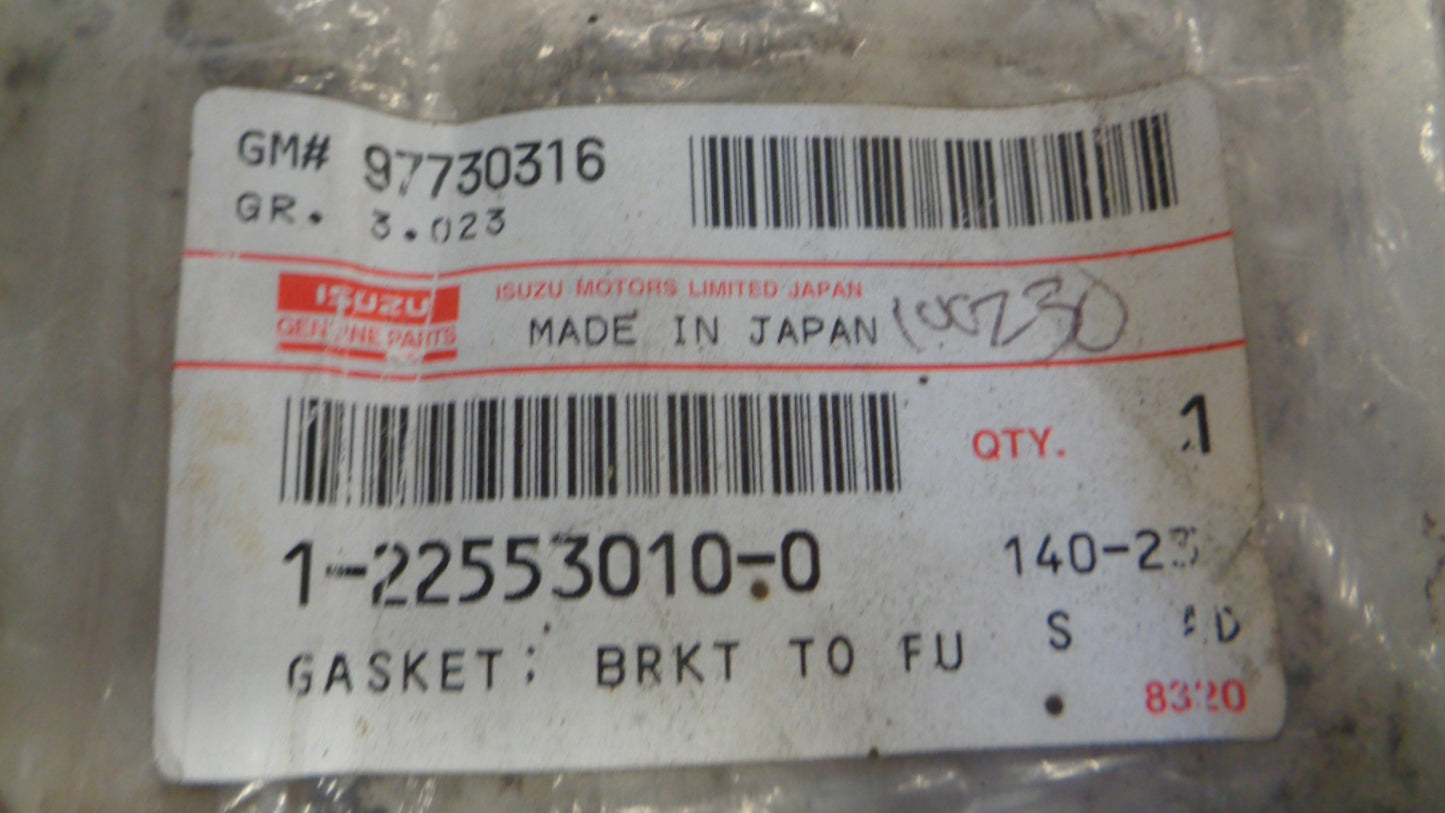 GM# 97730316
GR. 3.023
ISUZU
GENUINE PARTS
ISUZU MOTORS LIMITED JAPAN
MADE IN JAPAN
100230
QTY. 1
1-22553010-0
140-23
GASKET; BRKT TO FU
S
8320